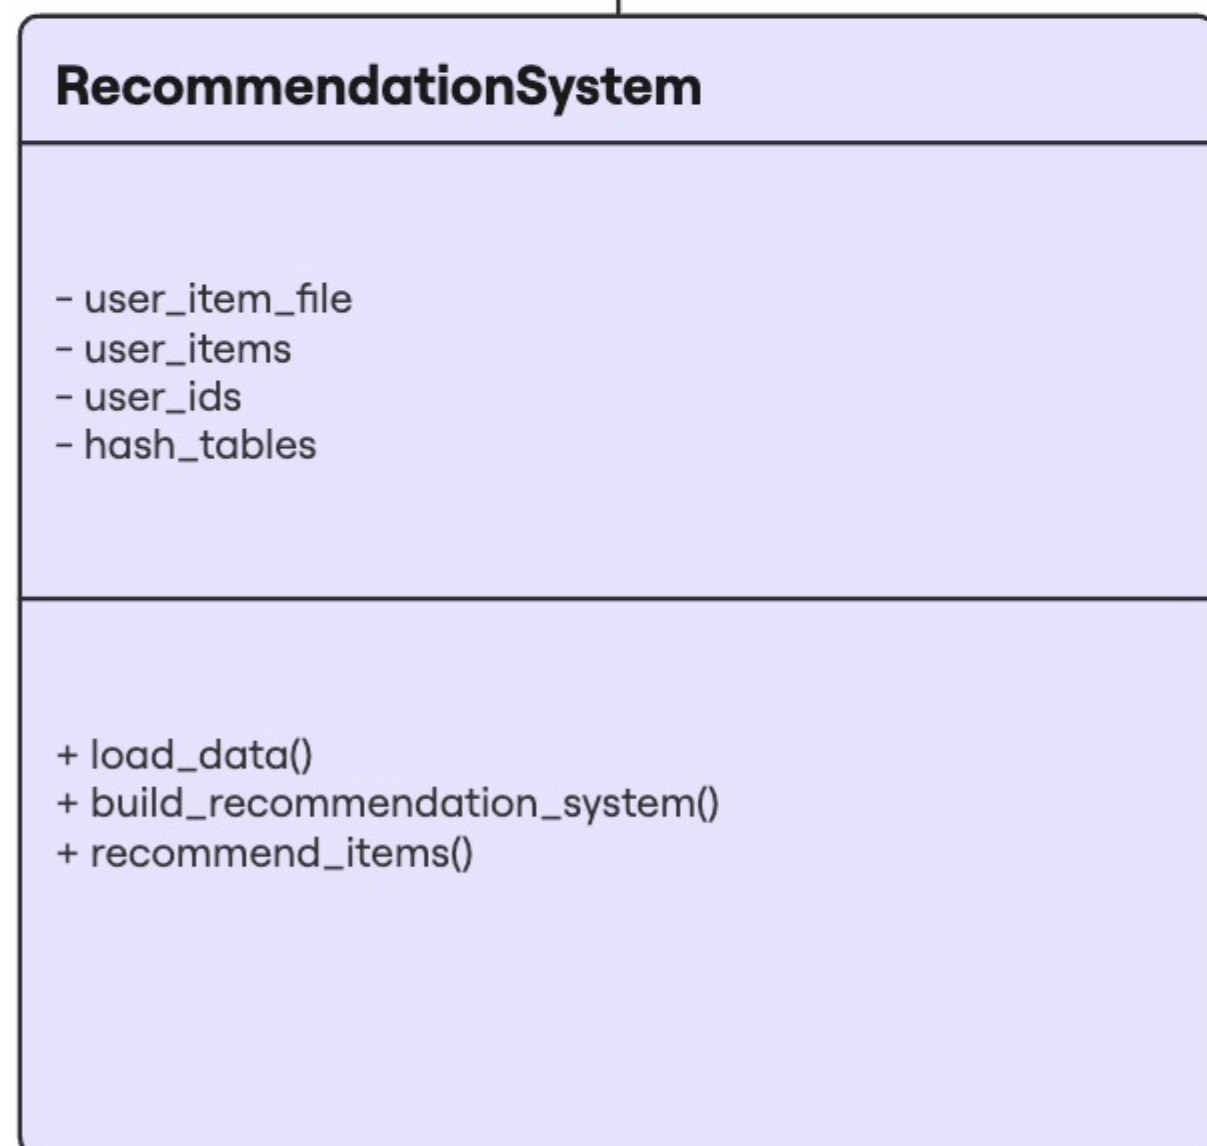 RecommendationSystem
- user_item_file
- user_items
- user_ids
- hash_tables
+ load_data()
+ build_recommendation_system()
+ recommend_items()